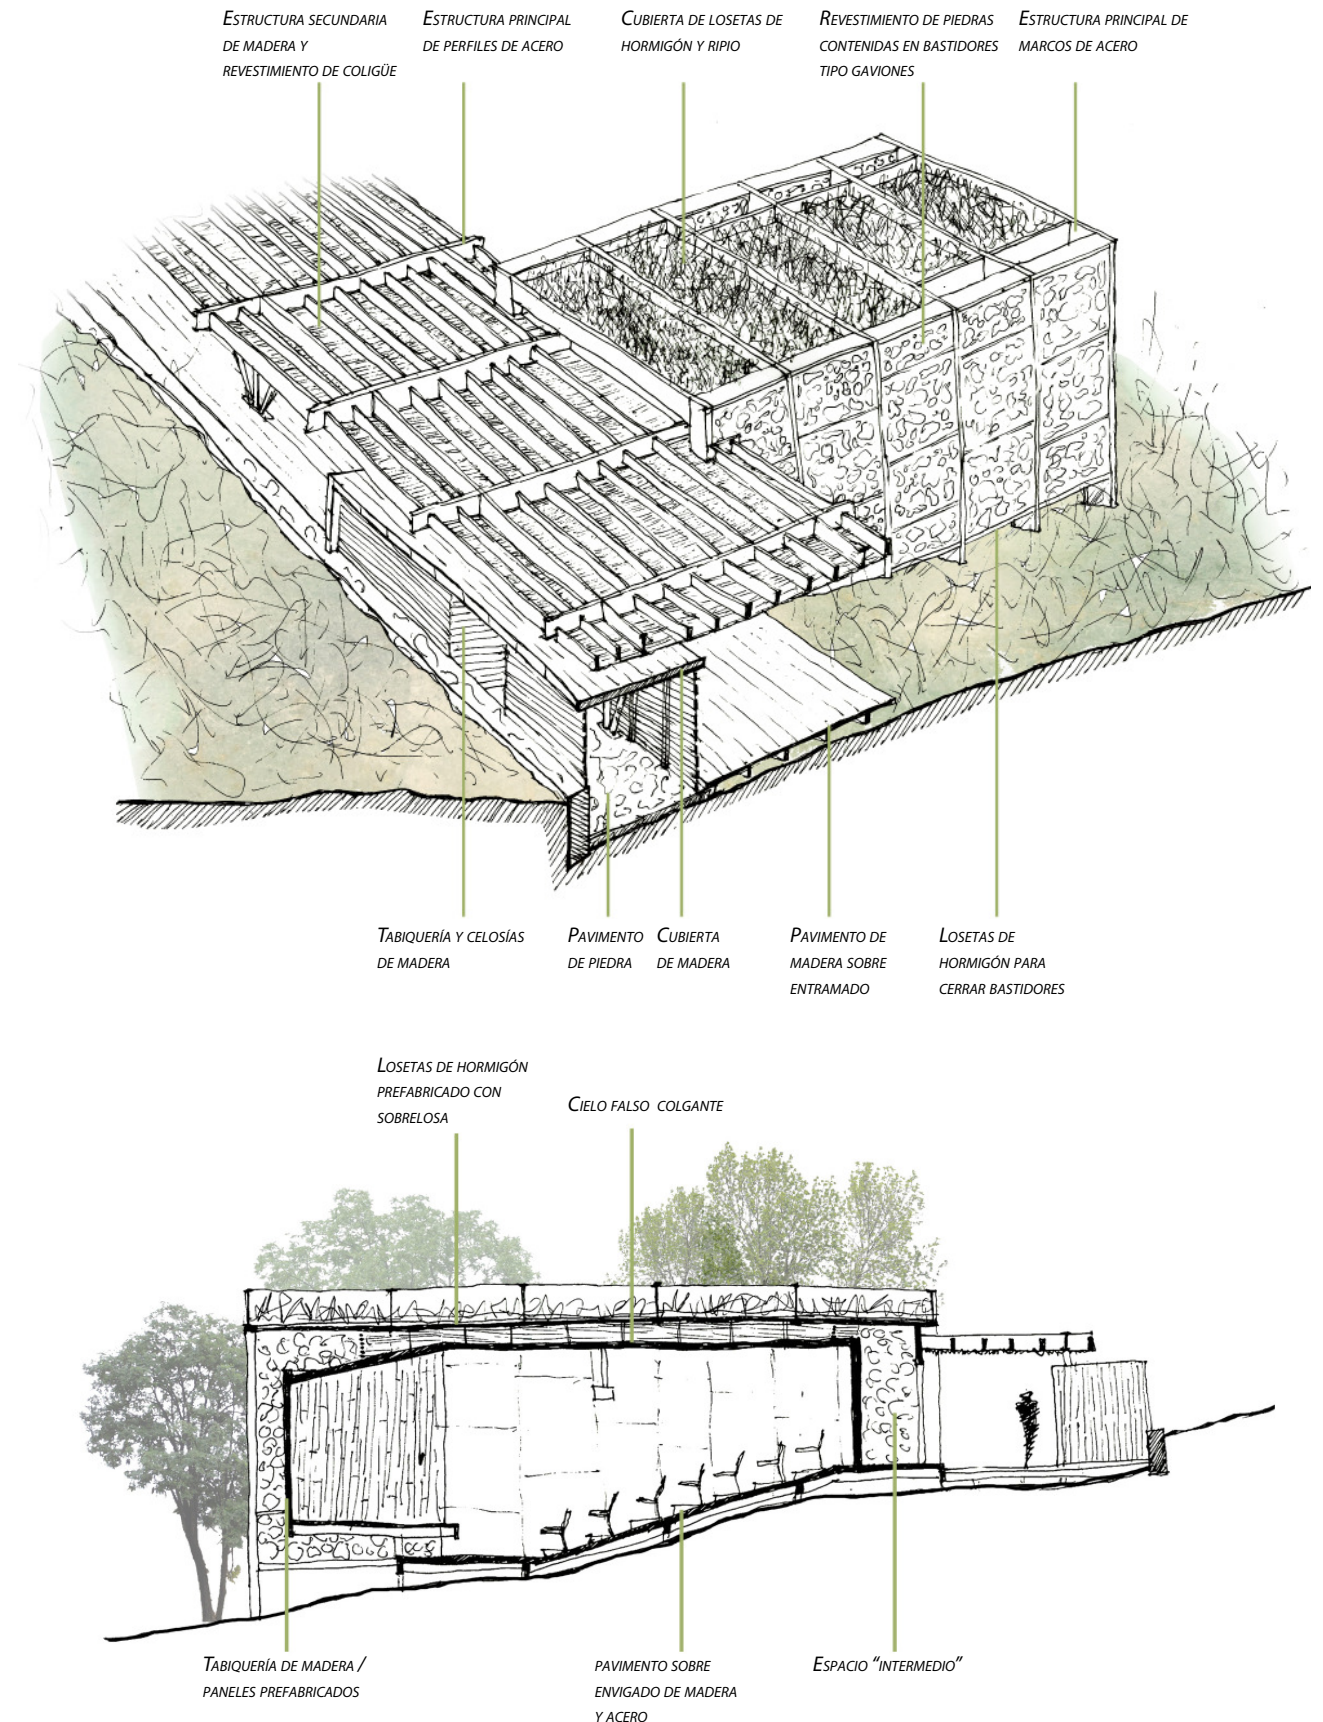 Estructura secundaria
de madera y
revestimiento de coligüe
Estructura principal
de perfiles de acero
Cubierta de losetas de
hormigón y ripio
Revestimiento de piedras
contenidas en bastidores
tipo gaviones
Estructura principal de
marcos de acero
Tabiquería y celosías
de madera
Pavimento
de piedra
Cubierta
de madera
Pavimento de
madera sobre
entramado
Losetas de
hormigón para
cerrar bastidores
Losetas de hormigón
prefabricado con
sobrelosa
Cielo falso colgante
Tabiquería de madera /
paneles prefabricados
pavimento sobre
envigado de madera
y acero
Espacio “intermedio”